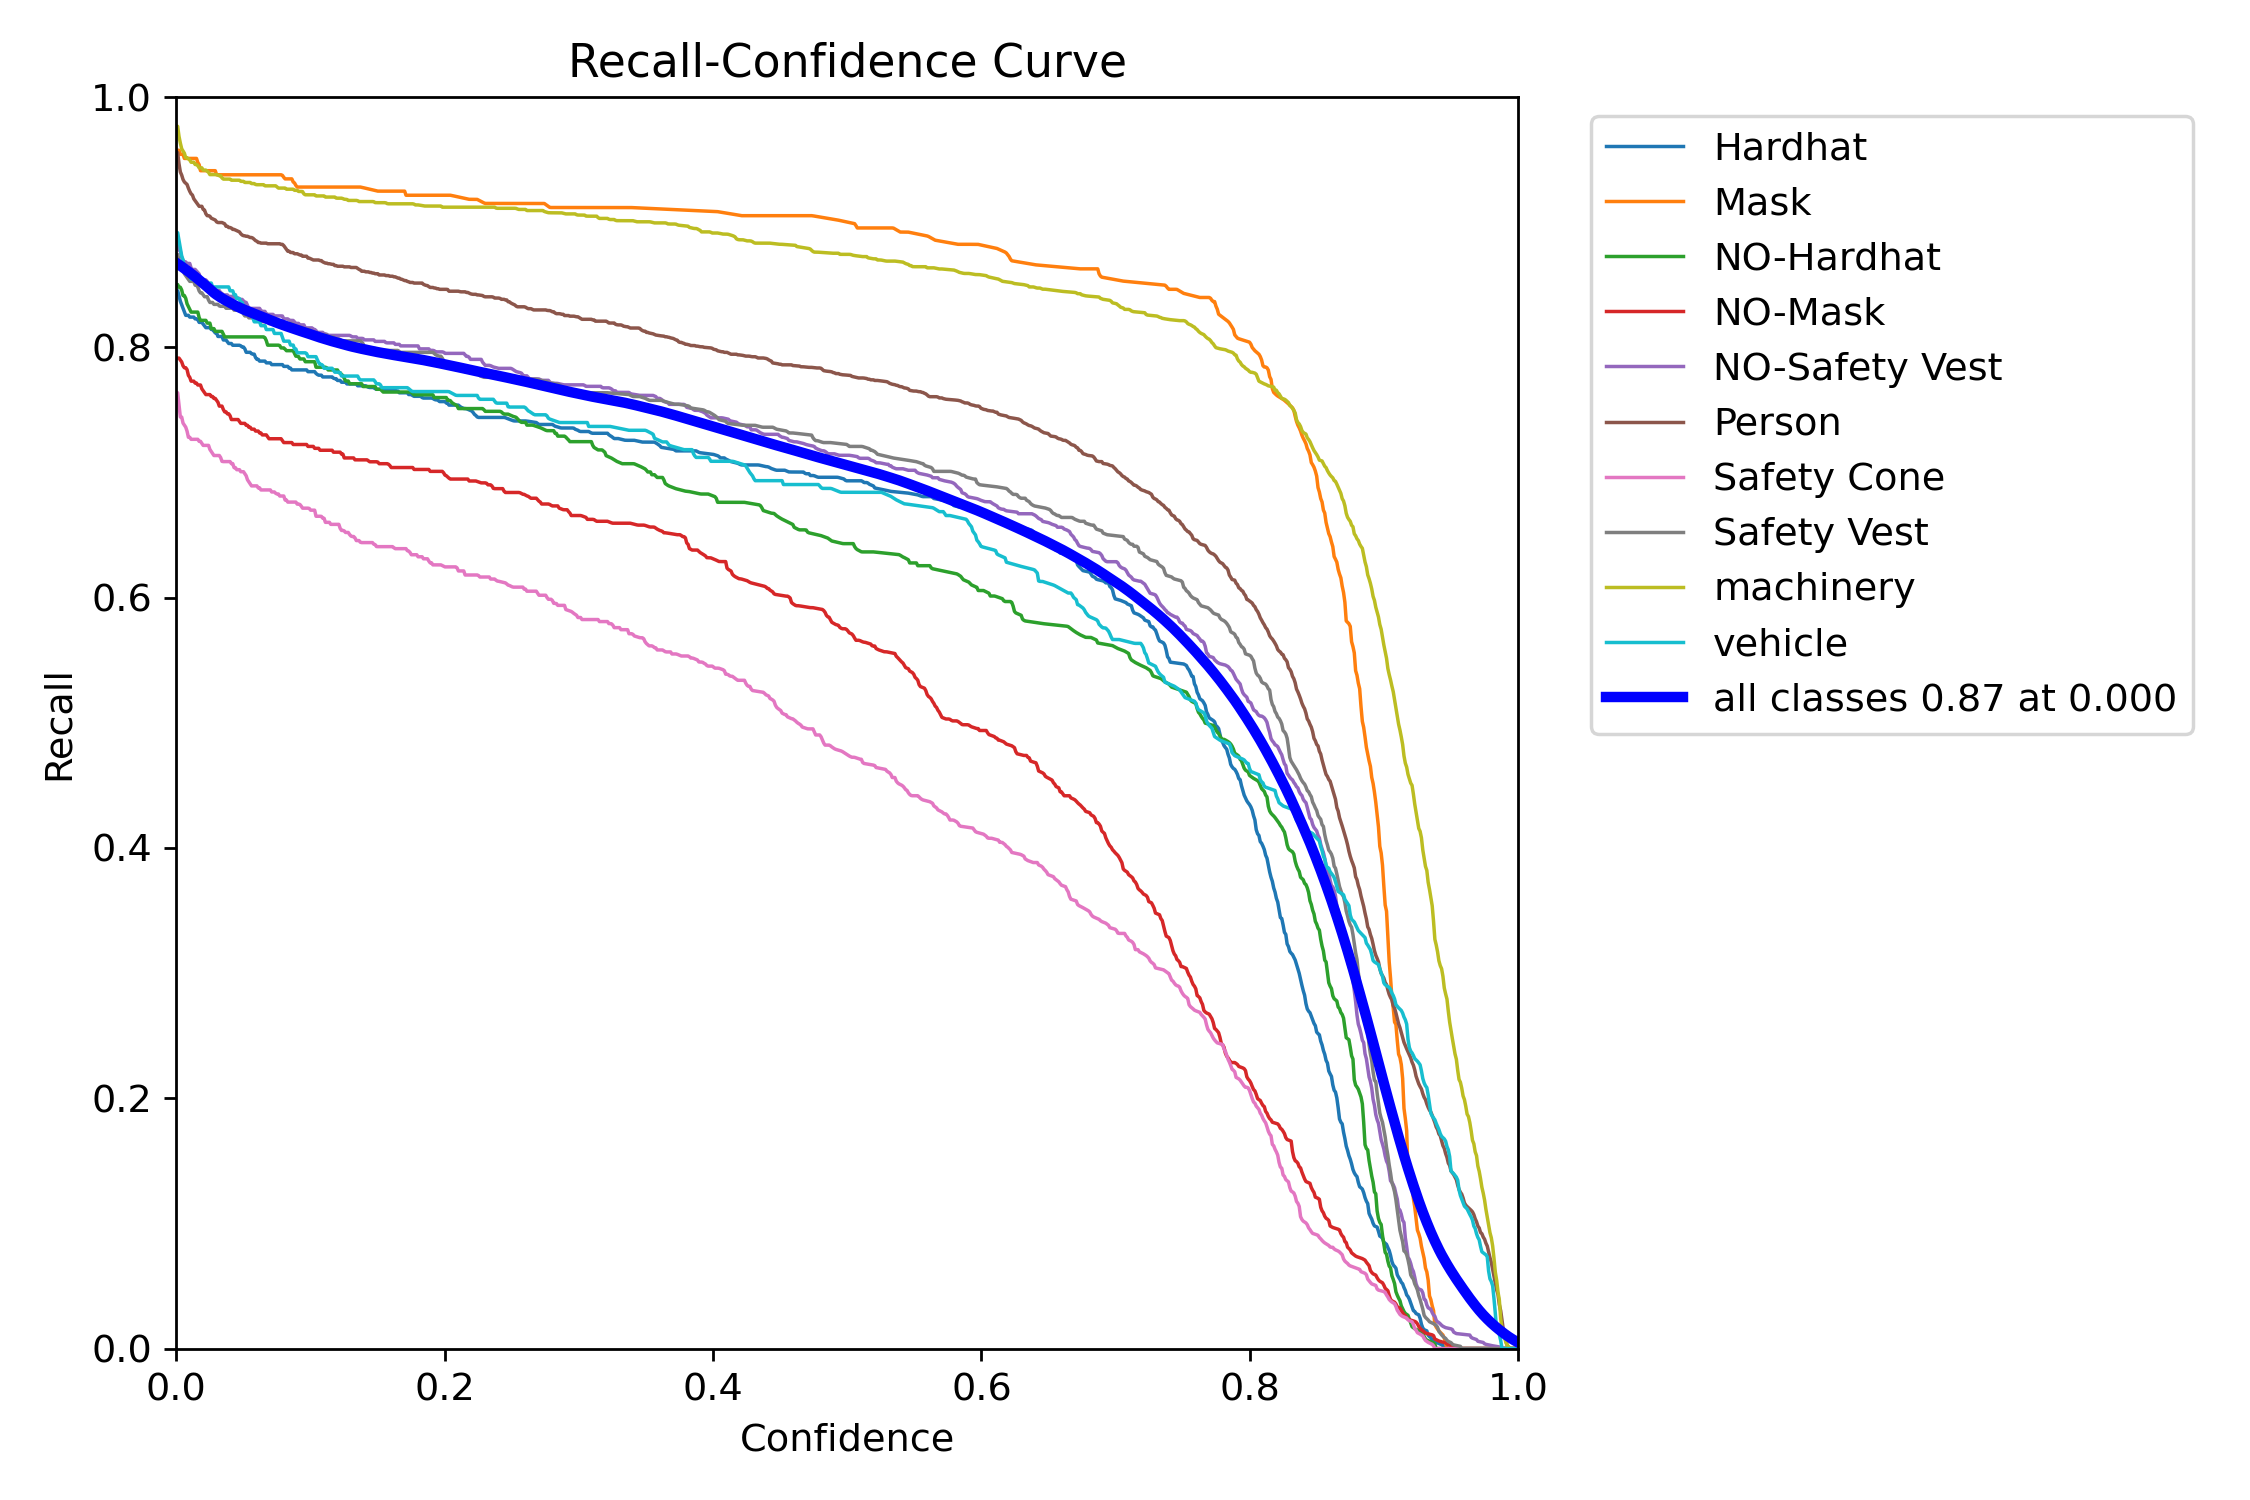 Recall-Confidence Curve
1.0
0.8
0.6
0.4
0.2
0.0
Recall
0.0 0.2 0.4 0.6 0.8 1.0
Confidence
Hardhat
Mask
NO-Hardhat
NO-Mask
NO-Safety Vest
Person
Safety Cone
Safety Vest
machinery
vehicle
all classes 0.87 at 0.000